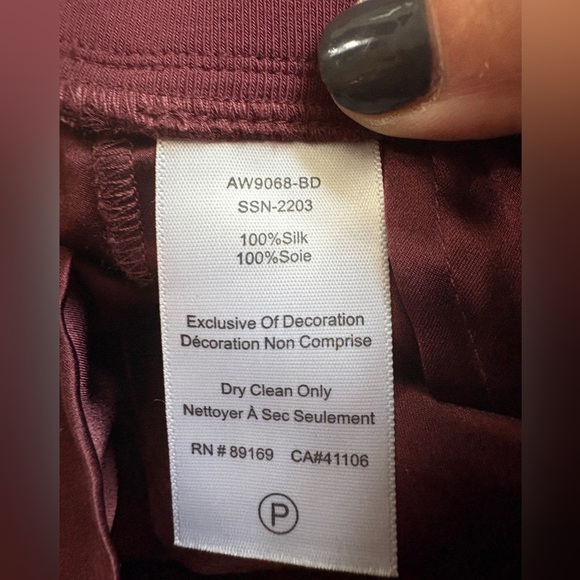 AW9068-BD
SSN-2203
100%Silk
100%Soie
Exclusive Of Decoration
Décoration Non Comprise
Dry Clean Only
Nettoyer À Sec Seulement
RN # 89169 CA#41106
P